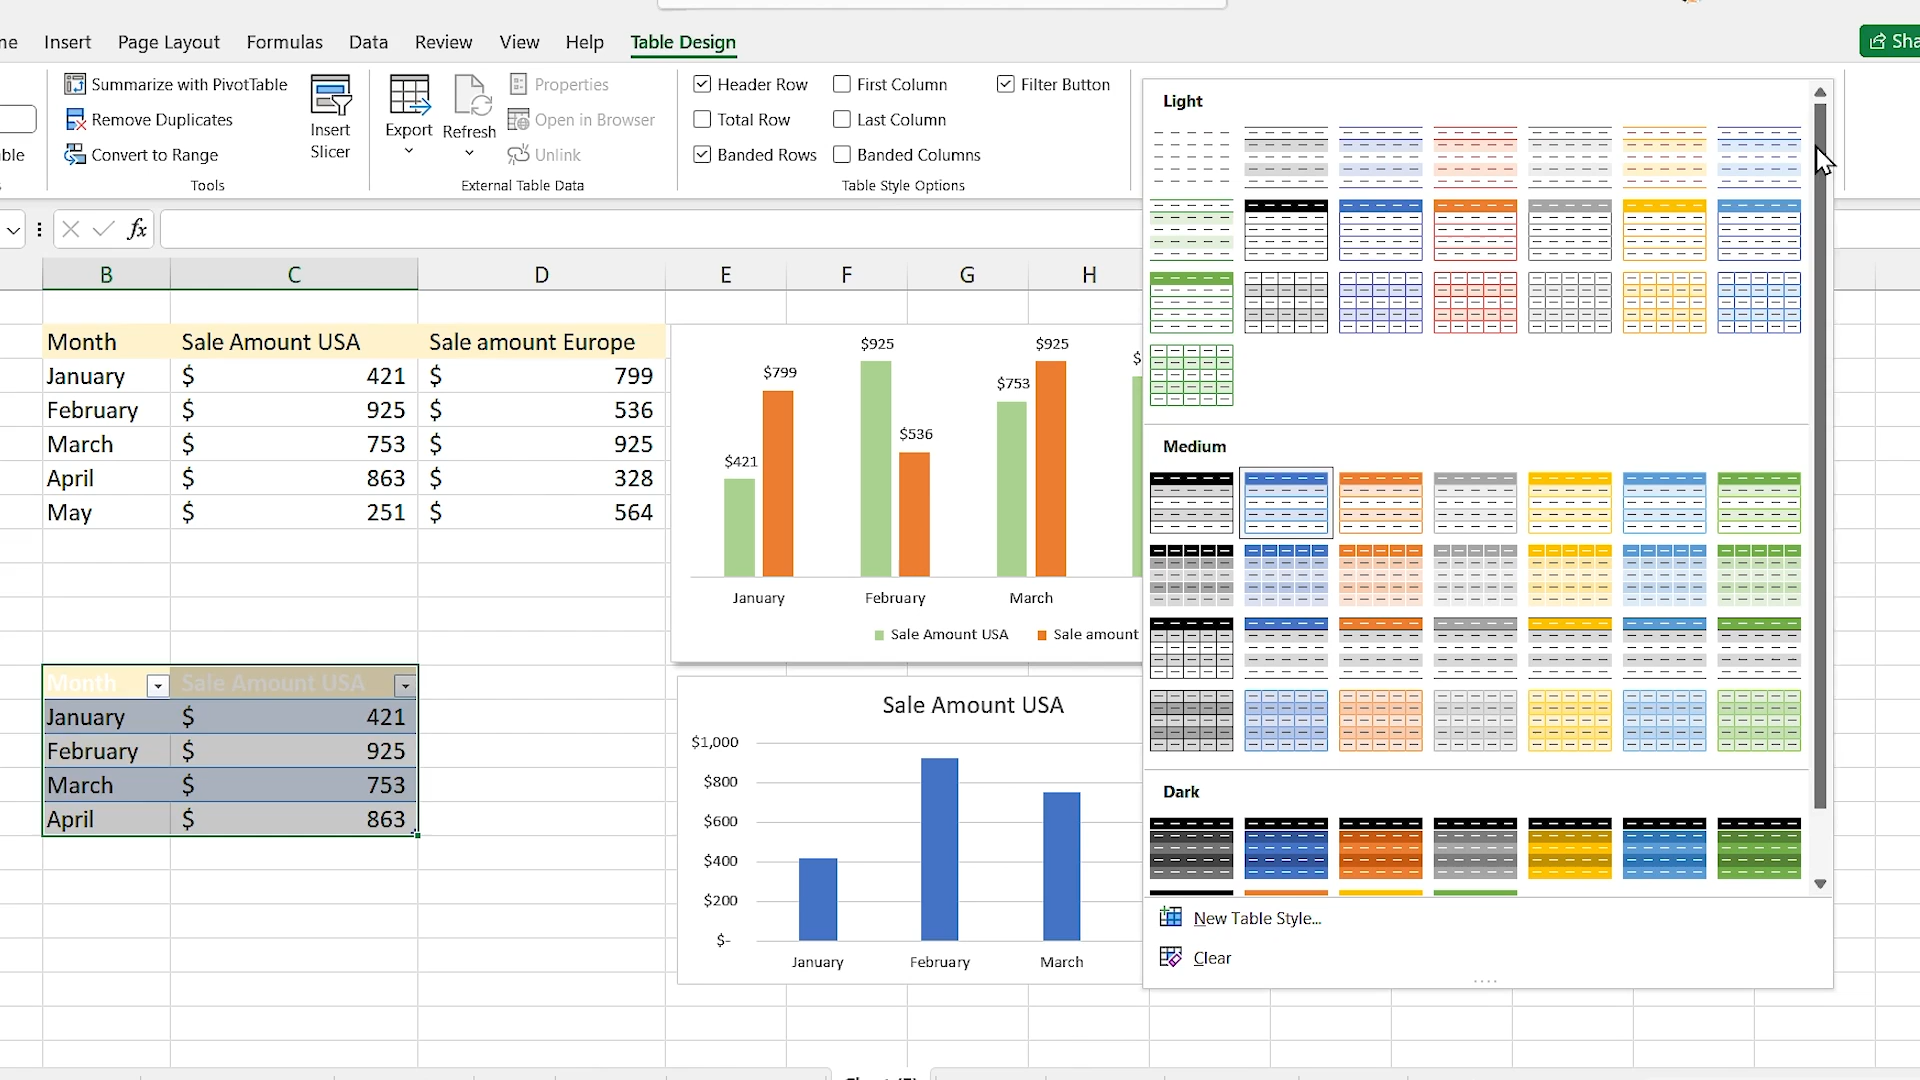 Insert Page Layout Formulas Data Review View Help Table Design
Summarize with PivotTable
Remove Duplicates
Convert to Range
Tools
Insert
Slicer
Export
Refresh
Properties
Open in Browser
Unlink
External Table Data
Header Row First Column Filter Button
Total Row Last Column
Banded Rows Banded Columns
Table Style Options
fx
B C D E F G H
Month Sale Amount USA Sale amount Europe
January $ 421 $ 799
February $ 925 $ 536
March $ 753 $ 925
April $ 863 $ 328
May $ 251 $ 564
$421 $799 $925 $536 $753 $925 $
January February March
Sale Amount USA Sale amount
Month Sale Amount USA
January $ 421
February $ 925
March $ 753
April $ 863
Sale Amount USA
$1,000
$800
$600
$400
$200
$-
January February March
Light
Medium
Dark
New Table Style...
Clear